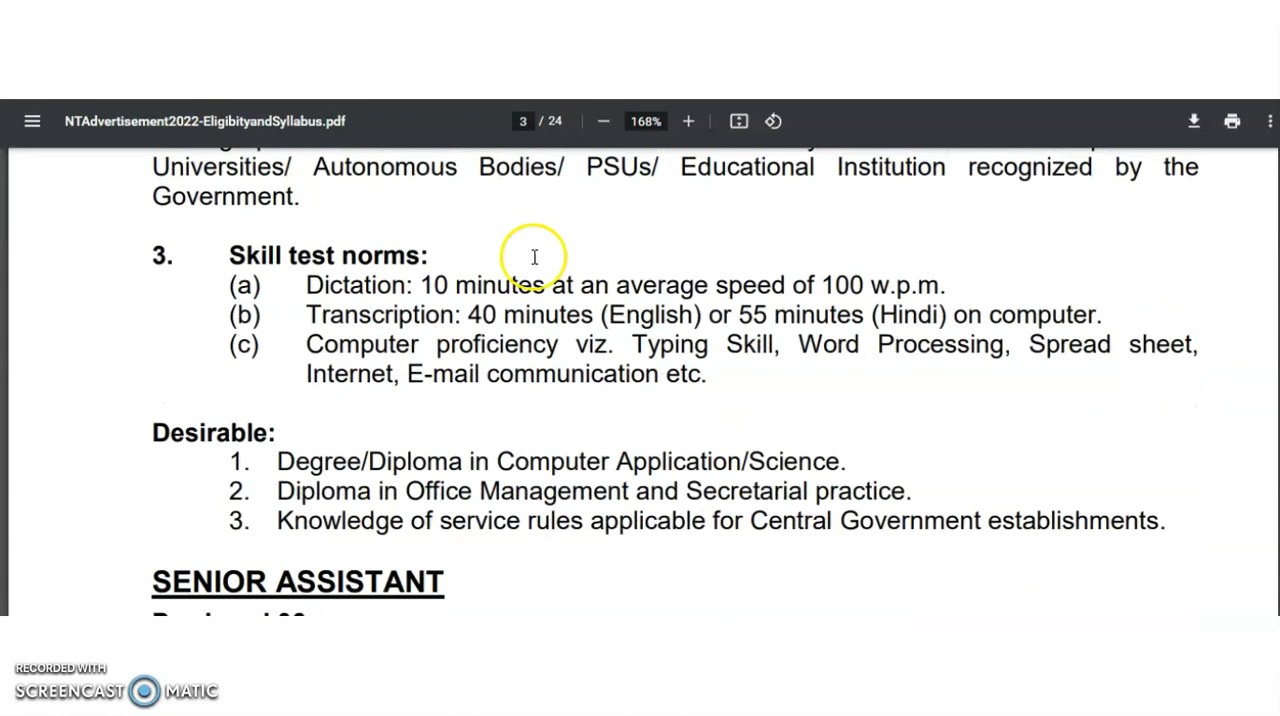 NTAdvertisement2022-EligibityandSyllabus.pdf
3 / 24
168%
Universities/ Autonomous Bodies/ PSUs/ Educational Institution recognized by the
Government.
3. Skill test norms:
(a) Dictation: 10 minutes at an average speed of 100 w.p.m.
(b) Transcription: 40 minutes (English) or 55 minutes (Hindi) on computer.
(c) Computer proficiency viz. Typing Skill, Word Processing, Spread sheet,
Internet, E-mail communication etc.
Desirable:
1. Degree/Diploma in Computer Application/Science.
2. Diploma in Office Management and Secretarial practice.
3. Knowledge of service rules applicable for Central Government establishments.
SENIOR ASSISTANT
RECORDED WITH
SCREENCAST MATIC